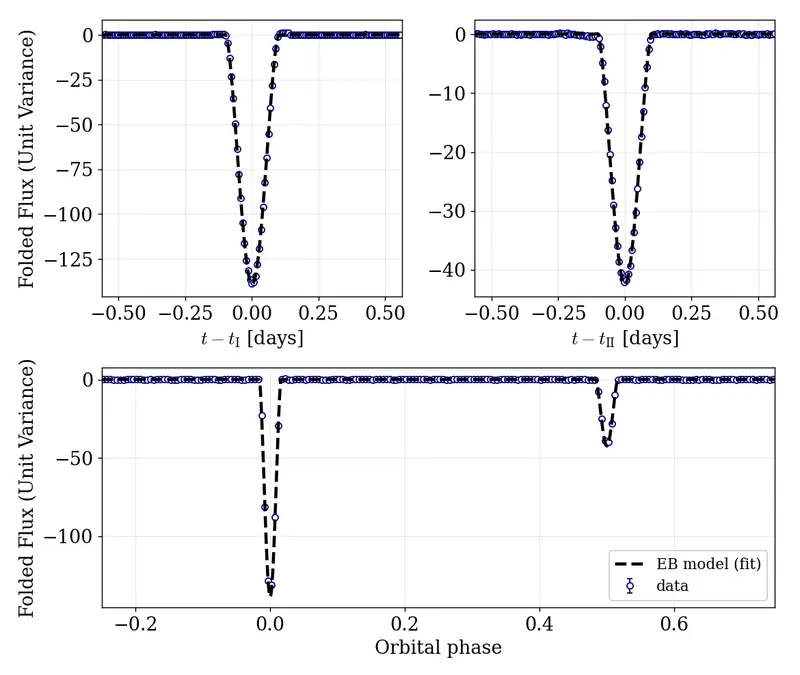 Folded Flux (Unit Variance)
0
−25
−50
−75
−100
−125
−0.50 −0.25 0.00 0.25 0.50
t − tI [days]
0
−10
−20
−30
−40
−0.50 −0.25 0.00 0.25 0.50
t − tII [days]
Folded Flux (Unit Variance)
0
−50
−100
−0.2 0.0 0.2 0.4 0.6
Orbital phase
EB model (fit)
data